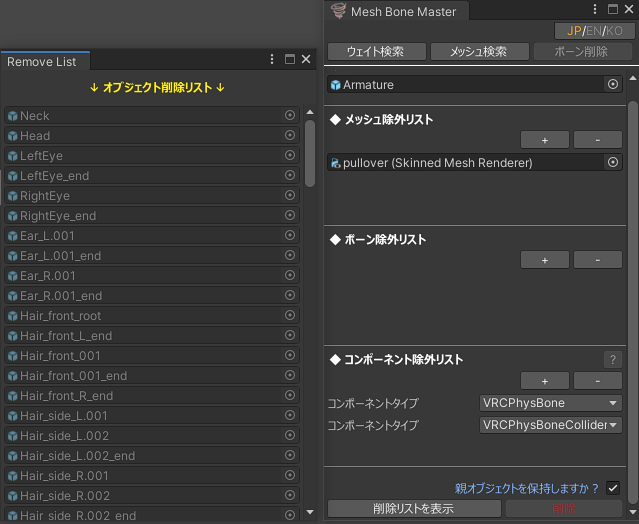 Remove List
↓ オブジェクト削除リスト ↓
Neck
Head
LeftEye
LeftEye_end
RightEye
RightEye_end
Ear_L.001
Ear_L.001_end
Ear_R.001
Ear_R.001_end
Hair_front_root
Hair_front_L_end
Hair_front_001
Hair_front_001_end
Hair_front_R_end
Hair_side_L.001
Hair_side_L.002
Hair_side_L.002_end
Hair_side_R.001
Hair_side_R.002
Hair_side_R.002_end
Mesh Bone Master
JP/EN/KO
ウェイト検索 メッシュ検索 ボーン削除
Armature
◆ メッシュ除外リスト
+ -
pullover (Skinned Mesh Renderer)
◆ ボーン除外リスト
+ -
◆ コンポーネント除外リスト ?
+ -
コンポーネントタイプ VRCPhysBone
コンポーネントタイプ VRCPhysBoneCollider
親オブジェクトを保持しますか？
削除リストを表示 削除